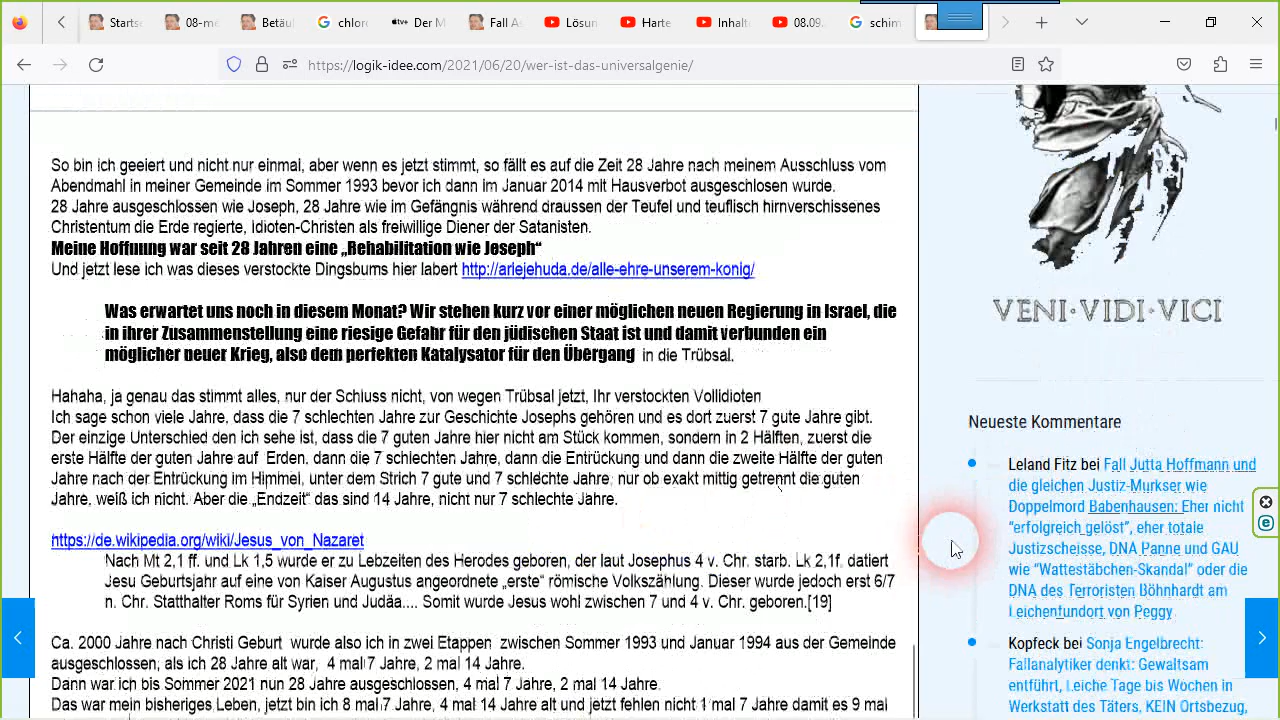 Startse
08-me
Betäul
chlor
tv+ Der M
Fall As
Lösun
Harte
Inhalt
08.09.
schim
https://logik-idee.com/2021/06/20/wer-ist-das-universalgenie/
So bin ich geeiert und nicht nur einmal, aber wenn es jetzt stimmt, so fällt es auf die Zeit 28 Jahre nach meinem Ausschluss vom
Abendmahl in meiner Gemeinde im Sommer 1993 bevor ich dann im Januar 2014 mit Hausverbot ausgeschlosen wurde.
28 Jahre ausgeschlossen wie Joseph, 28 Jahre wie im Gefängnis während draussen der Teufel und teuflisch hirnverschissenes
Christentum die Erde regierte, Idioten-Christen als freiwillige Diener der Satanisten.
Meine Hoffnung war seit 28 Jahren eine „Rehabilitation wie Joseph“
Und jetzt lese ich was dieses verstockte Dingsbums hier labert http://arlejehuda.de/alle-ehre-unserem-konig/
Was erwartet uns noch in diesem Monat? Wir stehen kurz vor einer möglichen neuen Regierung in Israel, die
in ihrer Zusammenstellung eine riesige Gefahr für den jüdischen Staat ist und damit verbunden ein
möglicher neuer Krieg, also dem perfekten Katalysator für den Übergang in die Trübsal.
Hahaha, ja genau das stimmt alles, nur der Schluss nicht, von wegen Trübsal jetzt, Ihr verstockten Vollidioten
Ich sage schon viele Jahre, dass die 7 schlechten Jahre zur Geschichte Josephs gehören und es dort zuerst 7 gute Jahre gibt.
Der einzige Unterschied den ich sehe ist, dass die 7 guten Jahre hier nicht am Stück kommen, sondern in 2 Hälften, zuerst die
erste Hälfte der guten Jahre auf Erden, dann die 7 schlechten Jahre, dann die Entrückung und dann die zweite Hälfte der guten
Jahre nach der Entrückung im Himmel, unter dem Strich 7 gute und 7 schlechte Jahre, nur ob exakt mittig getrennt die guten
Jahre, weiß ich nicht. Aber die „Endzeit“ das sind 14 Jahre, nicht nur 7 schlechte Jahre.
https://de.wikipedia.org/wiki/Jesus_von_Nazaret
Nach Mt 2,1 ff. und Lk 1,5 wurde er zu Lebzeiten des Herodes geboren, der laut Josephus 4 v. Chr. starb. Lk 2,1f. datiert
Jesu Geburtsjahr auf eine von Kaiser Augustus angeordnete „erste“ römische Volkszählung. Dieser wurde jedoch erst 6/7
n. Chr. Statthalter Roms für Syrien und Judäa.... Somit wurde Jesus wohl zwischen 7 und 4 v. Chr. geboren.[19]
Ca. 2000 Jahre nach Christi Geburt wurde also ich in zwei Etappen zwischen Sommer 1993 und Januar 1994 aus der Gemeinde
ausgeschlossen, als ich 28 Jahre alt war, 4 mal 7 Jahre, 2 mal 14 Jahre.
Dann war ich bis Sommer 2021 nun 28 Jahre ausgeschlossen, 4 mal 7 Jahre, 2 mal 14 Jahre.
Das war mein bisheriges Leben, jetzt bin ich 8 mal 7 Jahre, 4 mal 14 Jahre alt und jetzt fehlen nicht 1 mal 7 Jahre damit es 9 mal
VENI·VIDI·VICI
Neueste Kommentare
Leland Fitz bei Fall Jutta Hoffmann und
die gleichen Justiz-Murkser wie
Doppelmord Babenhausen: Eher nicht
“erfolgreich gelöst”, eher totale
Justizscheisse, DNA Panne und GAU
wie “Wattestäbchen-Skandal” oder die
DNA des Terroristen Böhnhardt am
Leichenfundort von Peggy
Kopfeck bei Sonja Engelbrecht:
Fallanalytiker denkt: Gewaltsam
entführt, Leiche Tage bis Wochen in
Werkstatt des Täters, KEIN Ortsbezug,